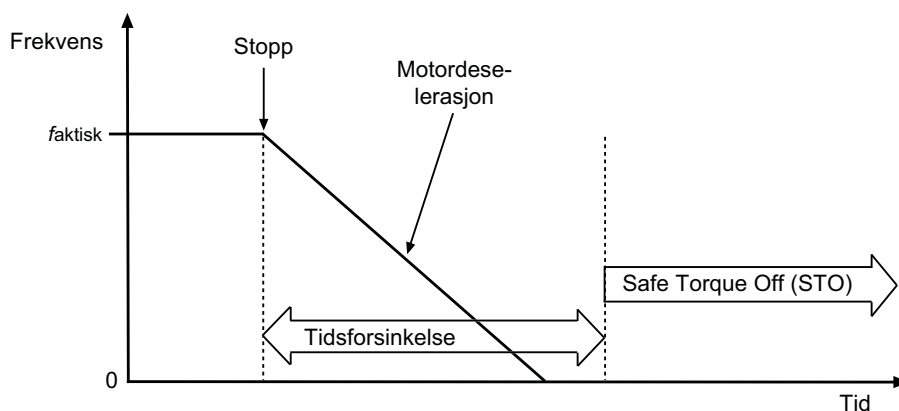 Frekvens
Stopp
Motordese-
lerasjon
faktisk
Safe Torque Off (STO)
Tidsforsinkelse
0
Tid